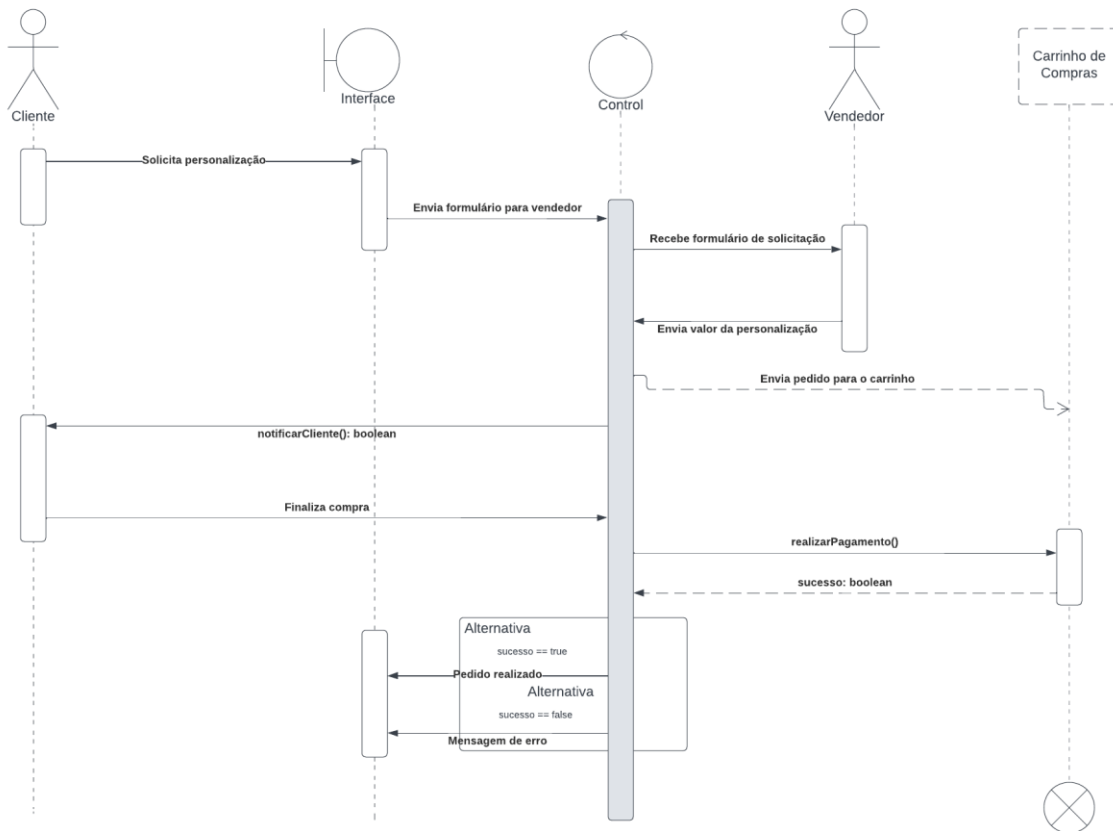 Cliente
Interface
Control
Vendedor
Carrinho de
Compras
Solicita personalização
Envia formulário para vendedor
Recebe formulário de solicitação
Envia valor da personalização
Envia pedido para o carrinho
notificarCliente(): boolean
Finaliza compra
realizarPagamento()
sucesso: boolean
Alternativa
sucesso == true
Pedido realizado
Alternativa
sucesso == false
Mensagem de erro